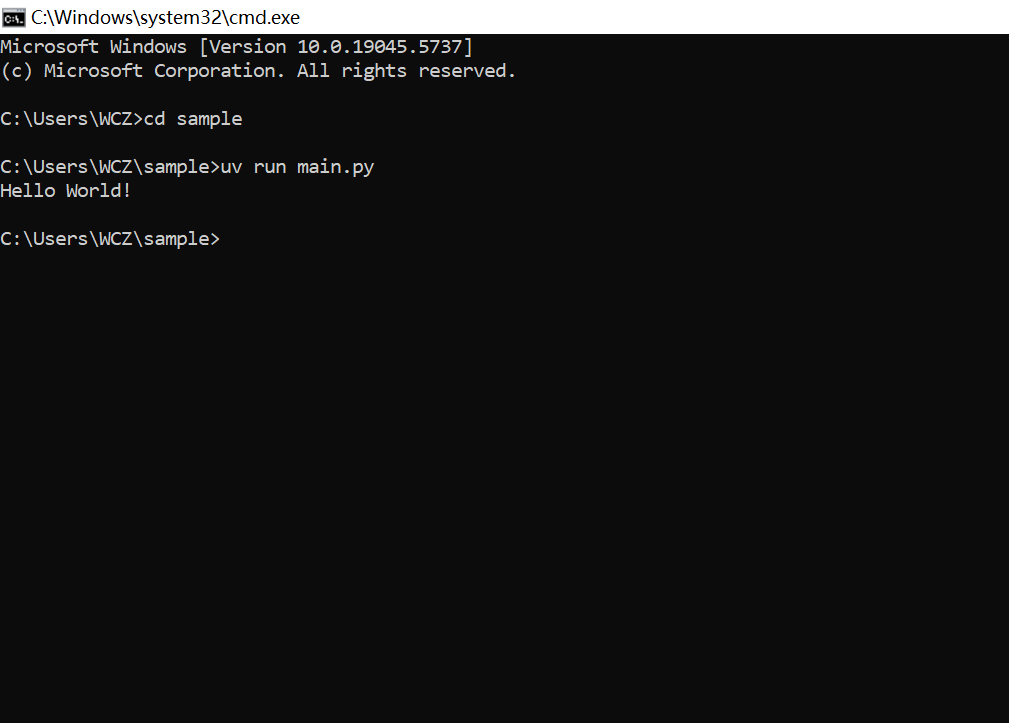 C:\Windows\system32\cmd.exe
Microsoft Windows [Version 10.0.19045.5737]
(c) Microsoft Corporation. All rights reserved.
C:\Users\WCZ>cd sample
C:\Users\WCZ\sample>uv run main.py
Hello World!
C:\Users\WCZ\sample>